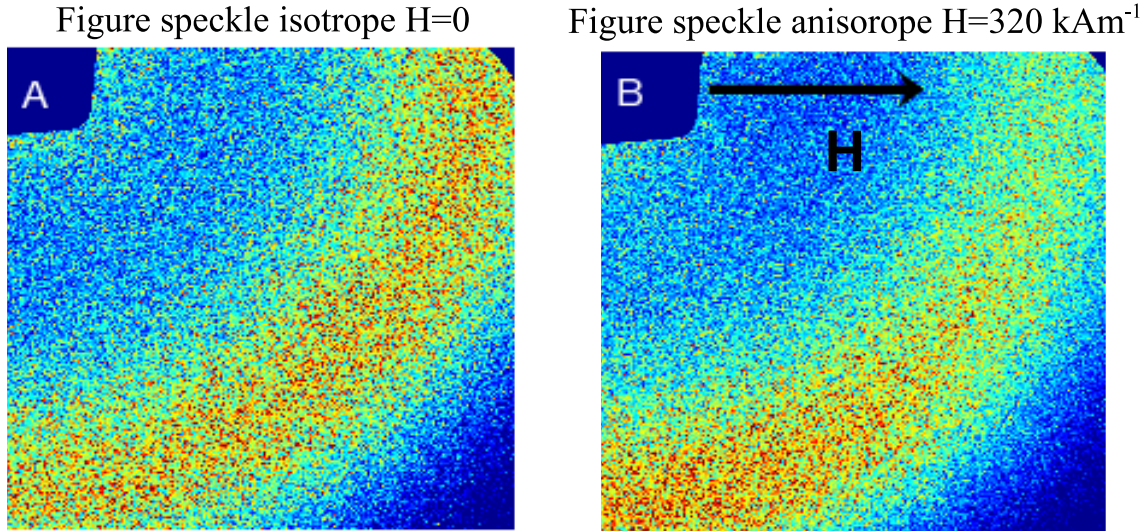 Figure speckle isotrope H=0
Figure speckle anisorope H=320 kAm⁻¹
A
B
H